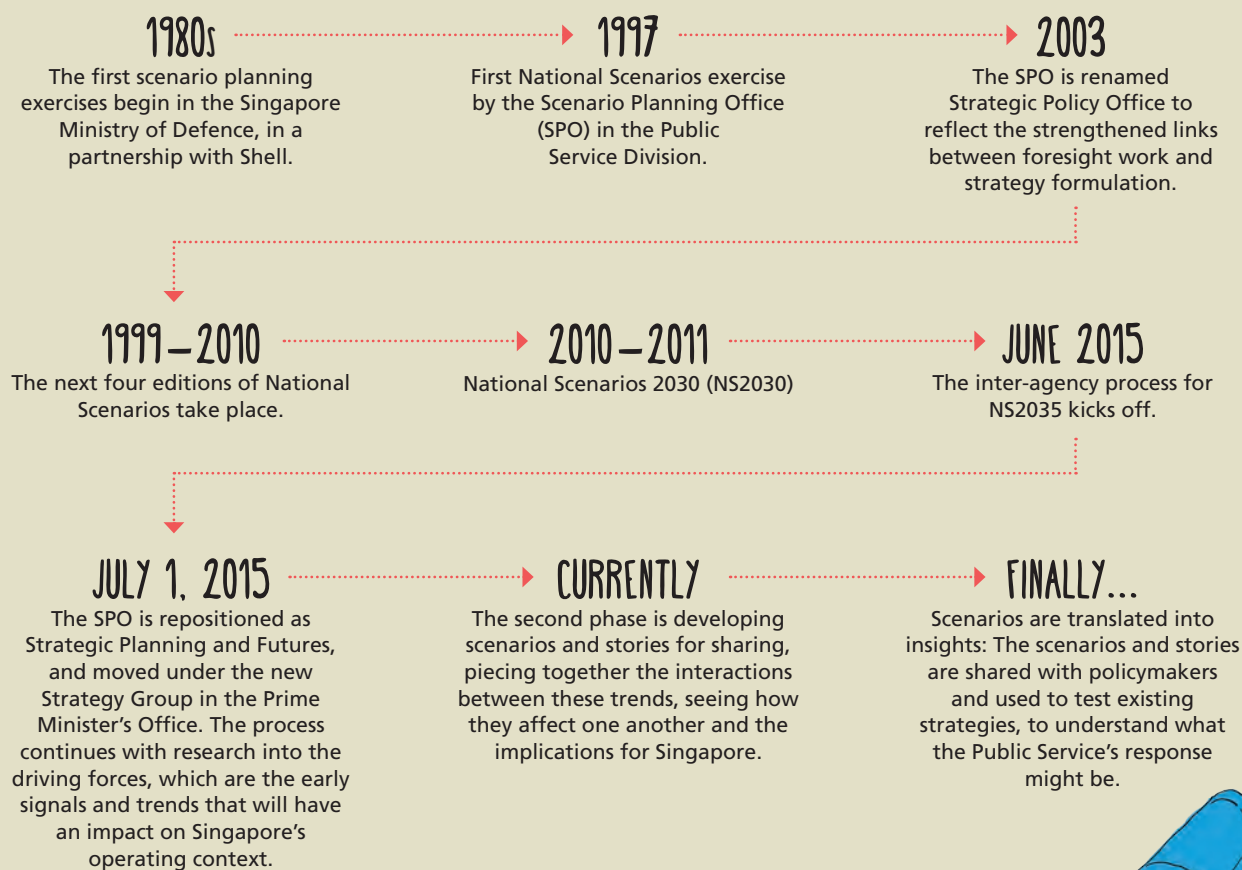 1980s
The first scenario planning
exercises begin in the Singapore
Ministry of Defence, in a
partnership with Shell.
1997
First National Scenarios exercise
by the Scenario Planning Office
(SPO) in the Public
Service Division.
2003
The SPO is renamed
Strategic Policy Office to
reflect the strengthened links
between foresight work and
strategy formulation.
1999–2010
The next four editions of National
Scenarios take place.
2010–2011
National Scenarios 2030 (NS2030)
JUNE 2015
The inter-agency process for
NS2035 kicks off.
JULY 1, 2015
The SPO is repositioned as
Strategic Planning and Futures,
and moved under the new
Strategy Group in the Prime
Minister’s Office. The process
continues with research into the
driving forces, which are the early
signals and trends that will have
an impact on Singapore’s
operating context.
CURRENTLY
The second phase is developing
scenarios and stories for sharing,
piecing together the interactions
between these trends, seeing how
they affect one another and the
implications for Singapore.
FINALLY...
Scenarios are translated into
insights: The scenarios and stories
are shared with policymakers
and used to test existing
strategies, to understand what
the Public Service’s response
might be.